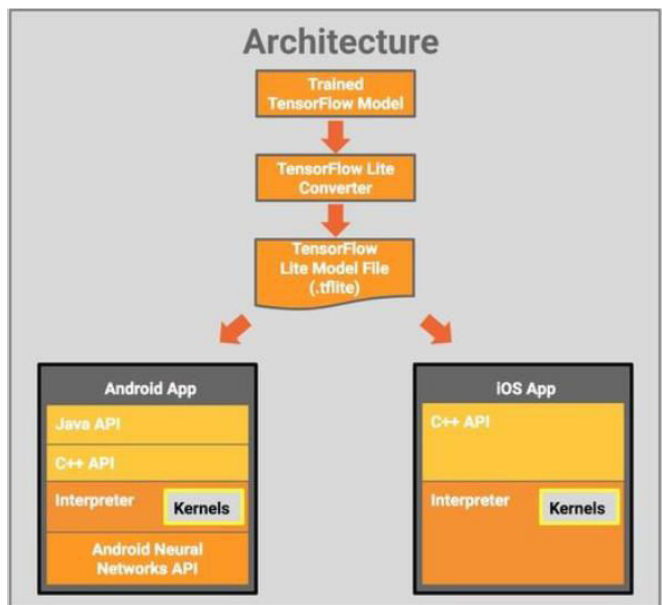 Architecture
Trained
TensorFlow Model
TensorFlow Lite
Converter
TensorFlow
Lite Model File
(.tflite)
Android App
Java API
C++ API
Interpreter
Kernels
Android Neural
Networks API
iOS App
C++ API
Interpreter
Kernels